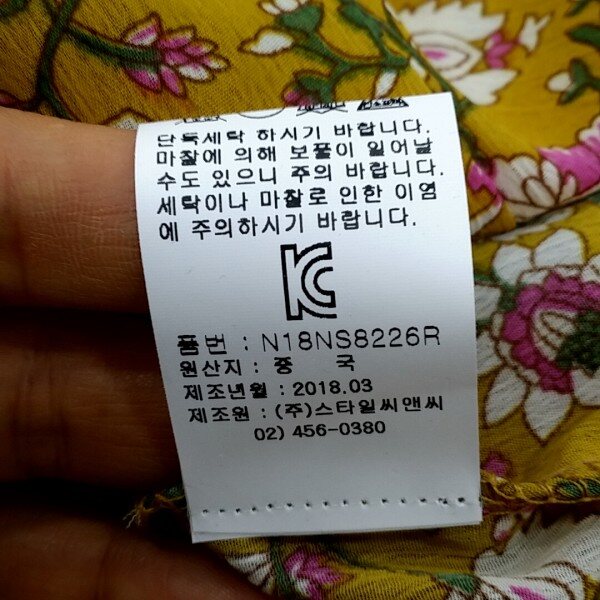 단독세탁 하시기 바랍니다.
마찰에 의해 보풀이 일어날
수도 있으니 주의 바랍니다.
세탁이나 마찰로 인한 이염
에 주의하시기 바랍니다.
KC
품번 : N18NS8226R
원산지 : 중 국
제조년월 : 2018.03
제조원 : (주)스타일씨앤씨
02) 456-0380